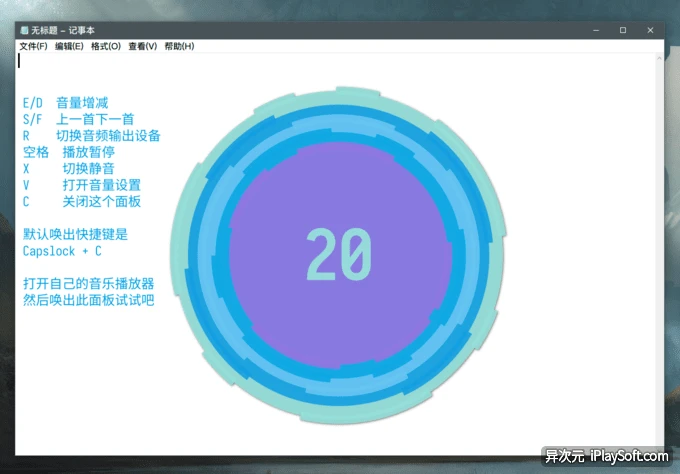 无标题 - 记事本
文件(F) 编辑(E) 格式(O) 查看(V) 帮助(H)
E/D 音量增减
S/F 上一首下一首
R 切换音频输出设备
空格 播放暂停
X 切换静音
V 打开音量设置
C 关闭这个面板
默认唤出快捷键是
Capslock + C
打开自己的音乐播放器
然后唤出此面板试试吧
20
异次元 iPlaySoft.com